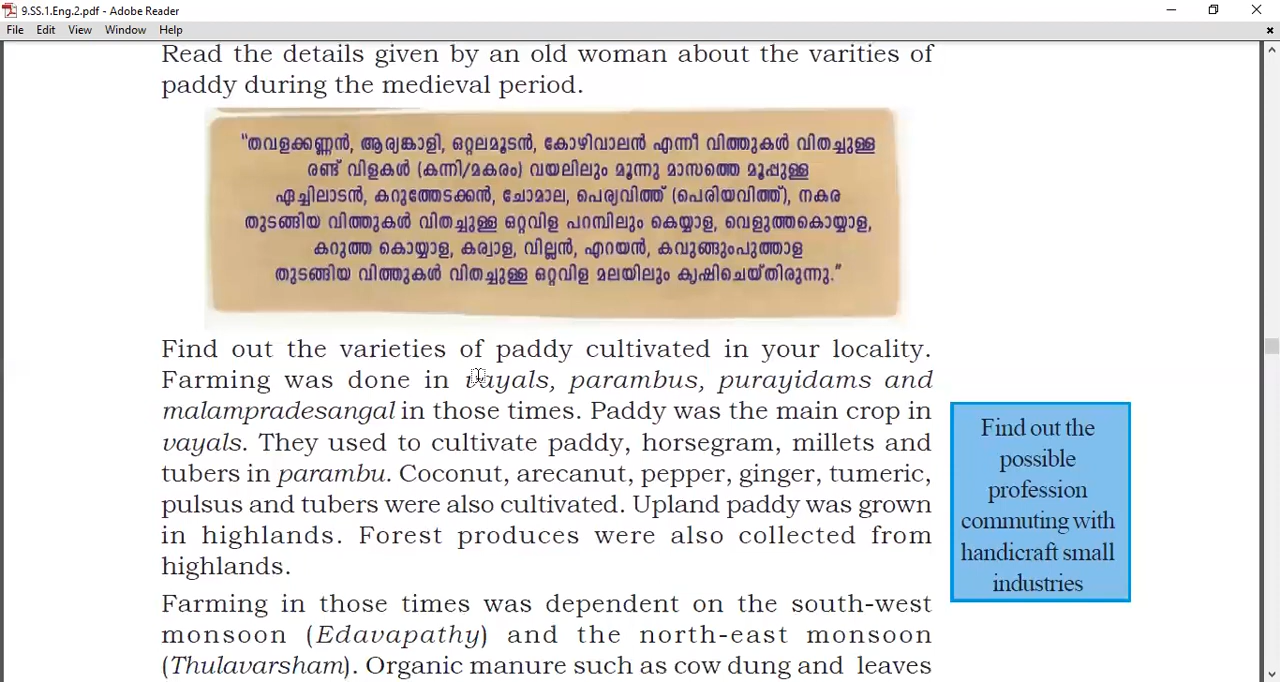 9.SS.1.Eng.2.pdf - Adobe Reader
File Edit View Window Help
Read the details given by an old woman about the varities of
paddy during the medieval period.
"തവളക്കണ്ണൻ, ആര്യങ്കാളി, ഒറ്റലമൂടൻ, കോഴിവാലൻ എന്നീ വിത്തുകൾ വിതച്ചുള്ള
രണ്ട് വിളകൾ (കന്നി/മകരം) വയലിലും മൂന്നു മാസത്തെ മൂപ്പുള്ള
ഏച്ചിലാടൻ, കറുത്തേടക്കൻ, ചോമാല, പെര്യവിത്ത് (പെരിയവിത്ത്), നകര
തുടങ്ങിയ വിത്തുകൾ വിതച്ചുള്ള ഒറ്റവിള പറമ്പിലും കെയ്യാള, വെളുത്തകൊയ്യാള,
കറുത്ത കൊയ്യാള, കര്വാള, വില്ലൻ, എറയൻ, കവുങ്ങുംപുത്താള
തുടങ്ങിയ വിത്തുകൾ വിതച്ചുള്ള ഒറ്റവിള മലയിലും കൃഷിചെയ്തിരുന്നു."
Find out the varieties of paddy cultivated in your locality.
Farming was done in vayals, parambus, purayidams and
malampradesangal in those times. Paddy was the main crop in
vayals. They used to cultivate paddy, horsegram, millets and
tubers in parambu. Coconut, arecanut, pepper, ginger, tumeric,
pulsus and tubers were also cultivated. Upland paddy was grown
in highlands. Forest produces were also collected from
highlands.
Find out the
possible
profession
commuting with
handicraft small
industries
Farming in those times was dependent on the south-west
monsoon (Edavapathy) and the north-east monsoon
(Thulavarsham). Organic manure such as cow dung and leaves